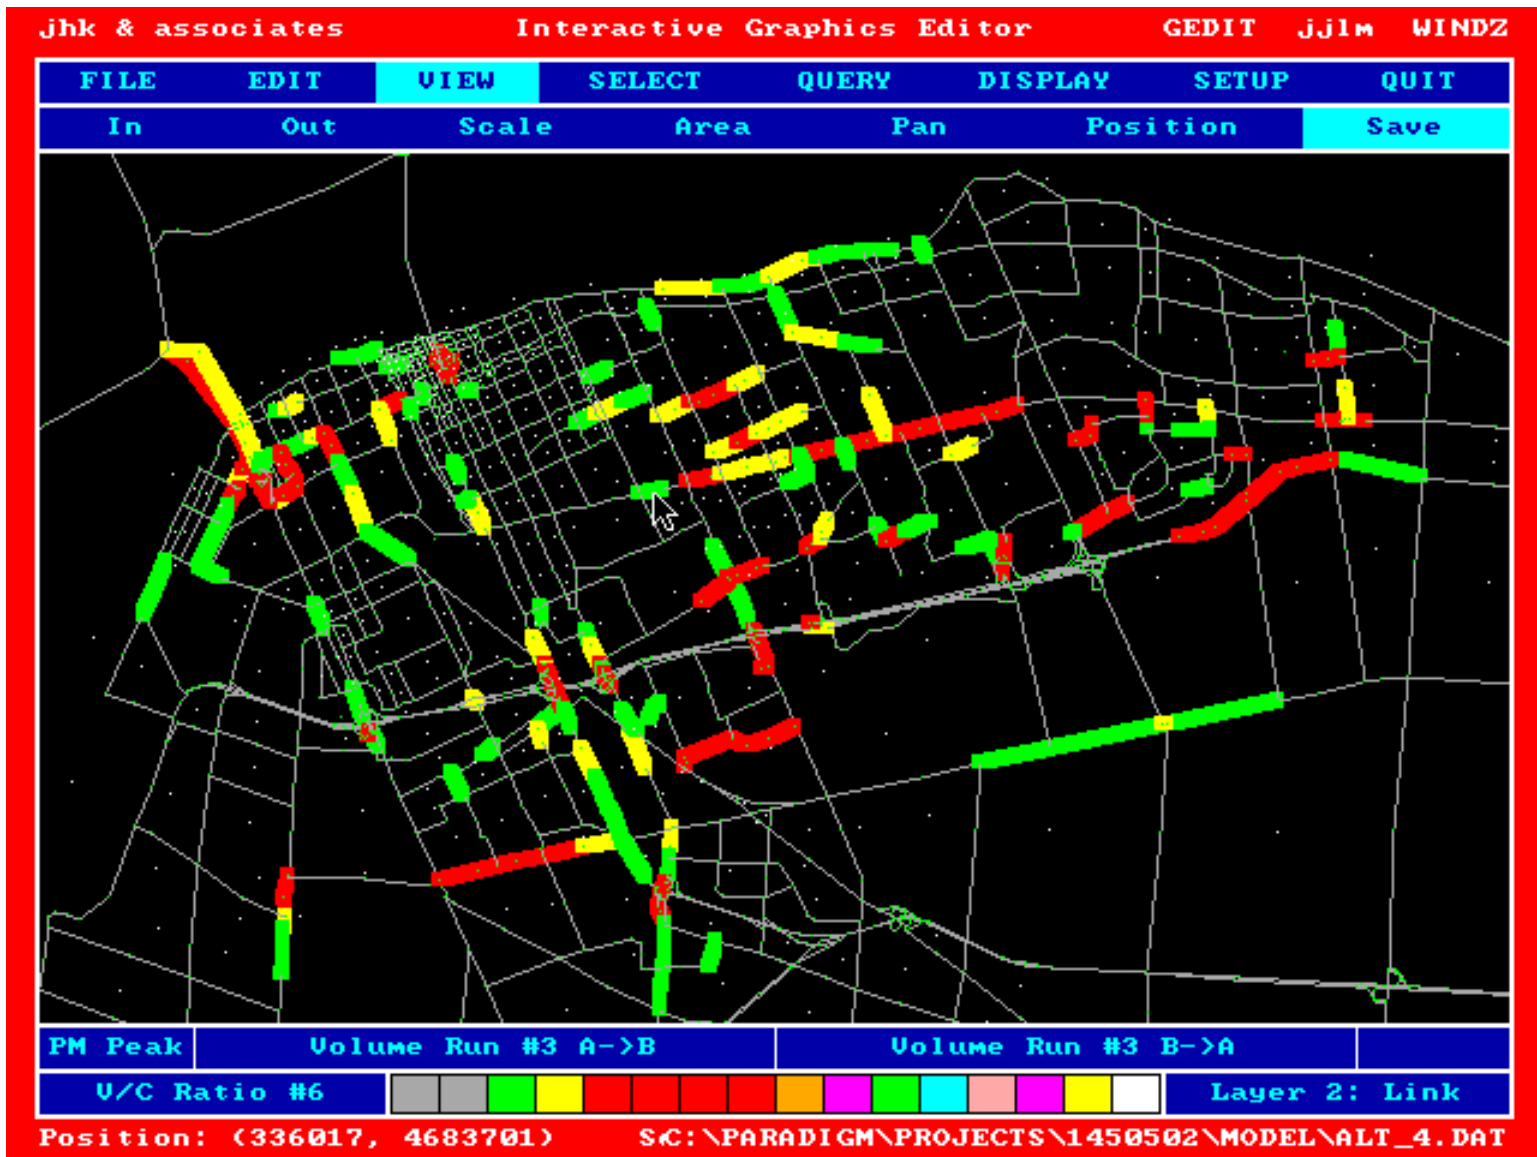 jhk & associates Interactive Graphics Editor GEDIT jjlm WINDZ
FILE EDIT VIEW SELECT QUERY DISPLAY SETUP QUIT
In Out Scale Area Pan Position Save
PM Peak Volume Run #3 A->B Volume Run #3 B->A
V/C Ratio #6 Layer 2: Link
Position: (336017, 4683701) S:C:\PARADIGM\PROJECTS\1450502\MODEL\ALT_4.DAT